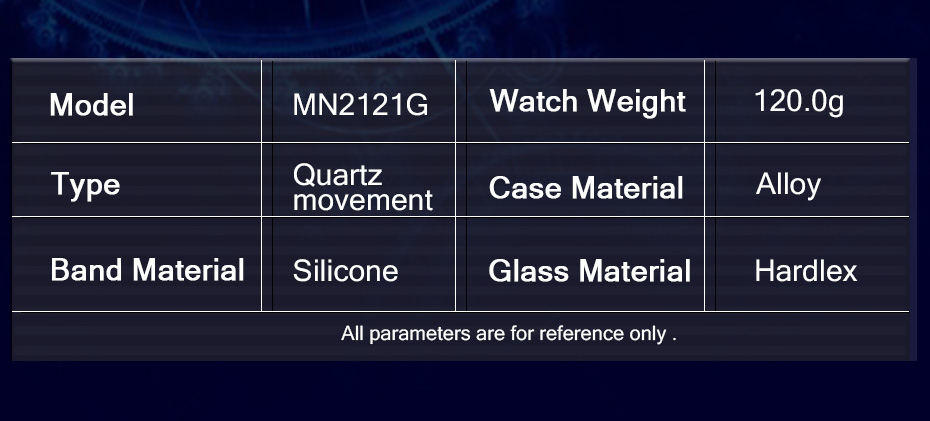 Model MN2121G Watch Weight 120.0g
Type Quartz movement Case Material Alloy
Band Material Silicone Glass Material Hardlex
All parameters are for reference only .